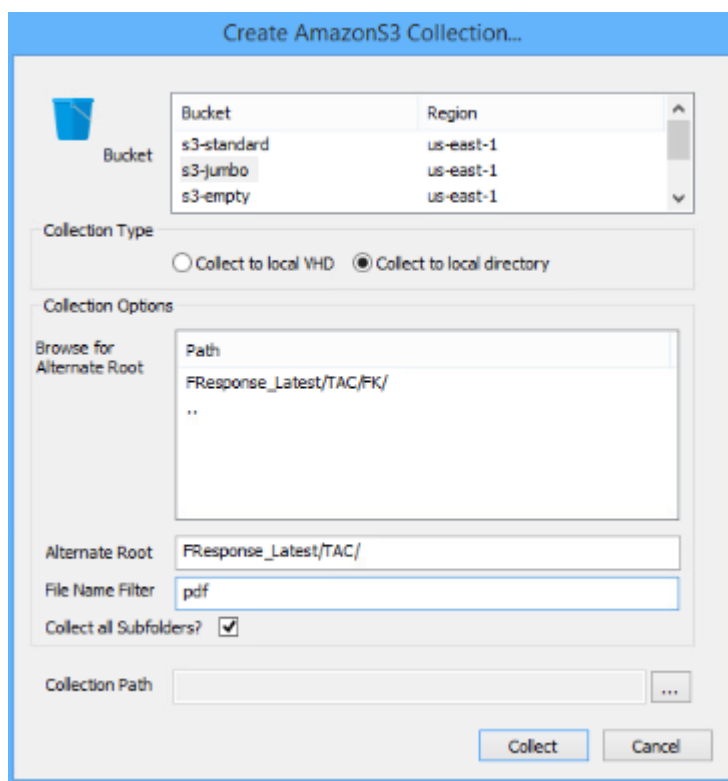 Create AmazonS3 Collection...
Bucket
Bucket Region
s3-standard us-east-1
s3-jumbo us-east-1
s3-empty us-east-1
Collection Type
Collect to local VHD Collect to local directory
Collection Options
Browse for
Alternate Root
Path
FResponse_Latest/TAC/FK/
..
Alternate Root FResponse_Latest/TAC/
File Name Filter pdf
Collect all Subfolders?
Collection Path ...
Collect Cancel